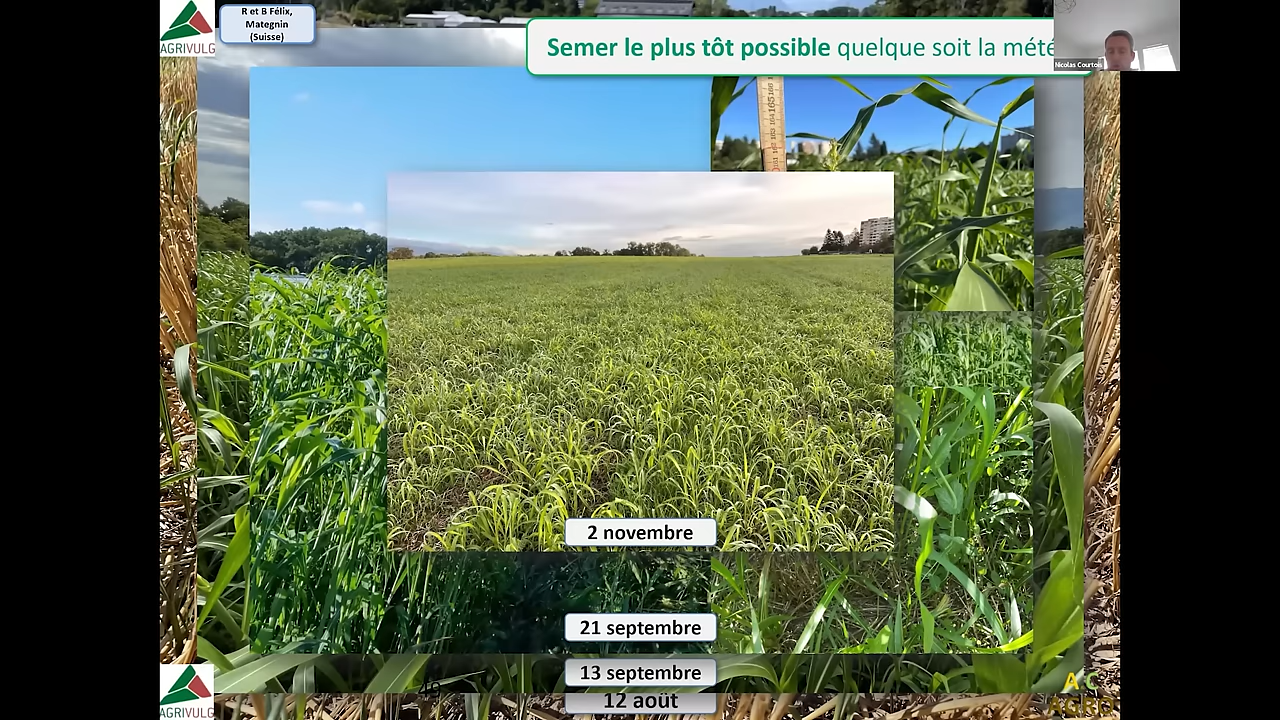 R et B Félix,
Mategnin
(Suisse)
AGRIVULG
Semer le plus tôt possible quelque soit la mété
Nicolas Courtois
2 novembre
21 septembre
13 septembre
12 août
AGRIVULG
A C
AGRO